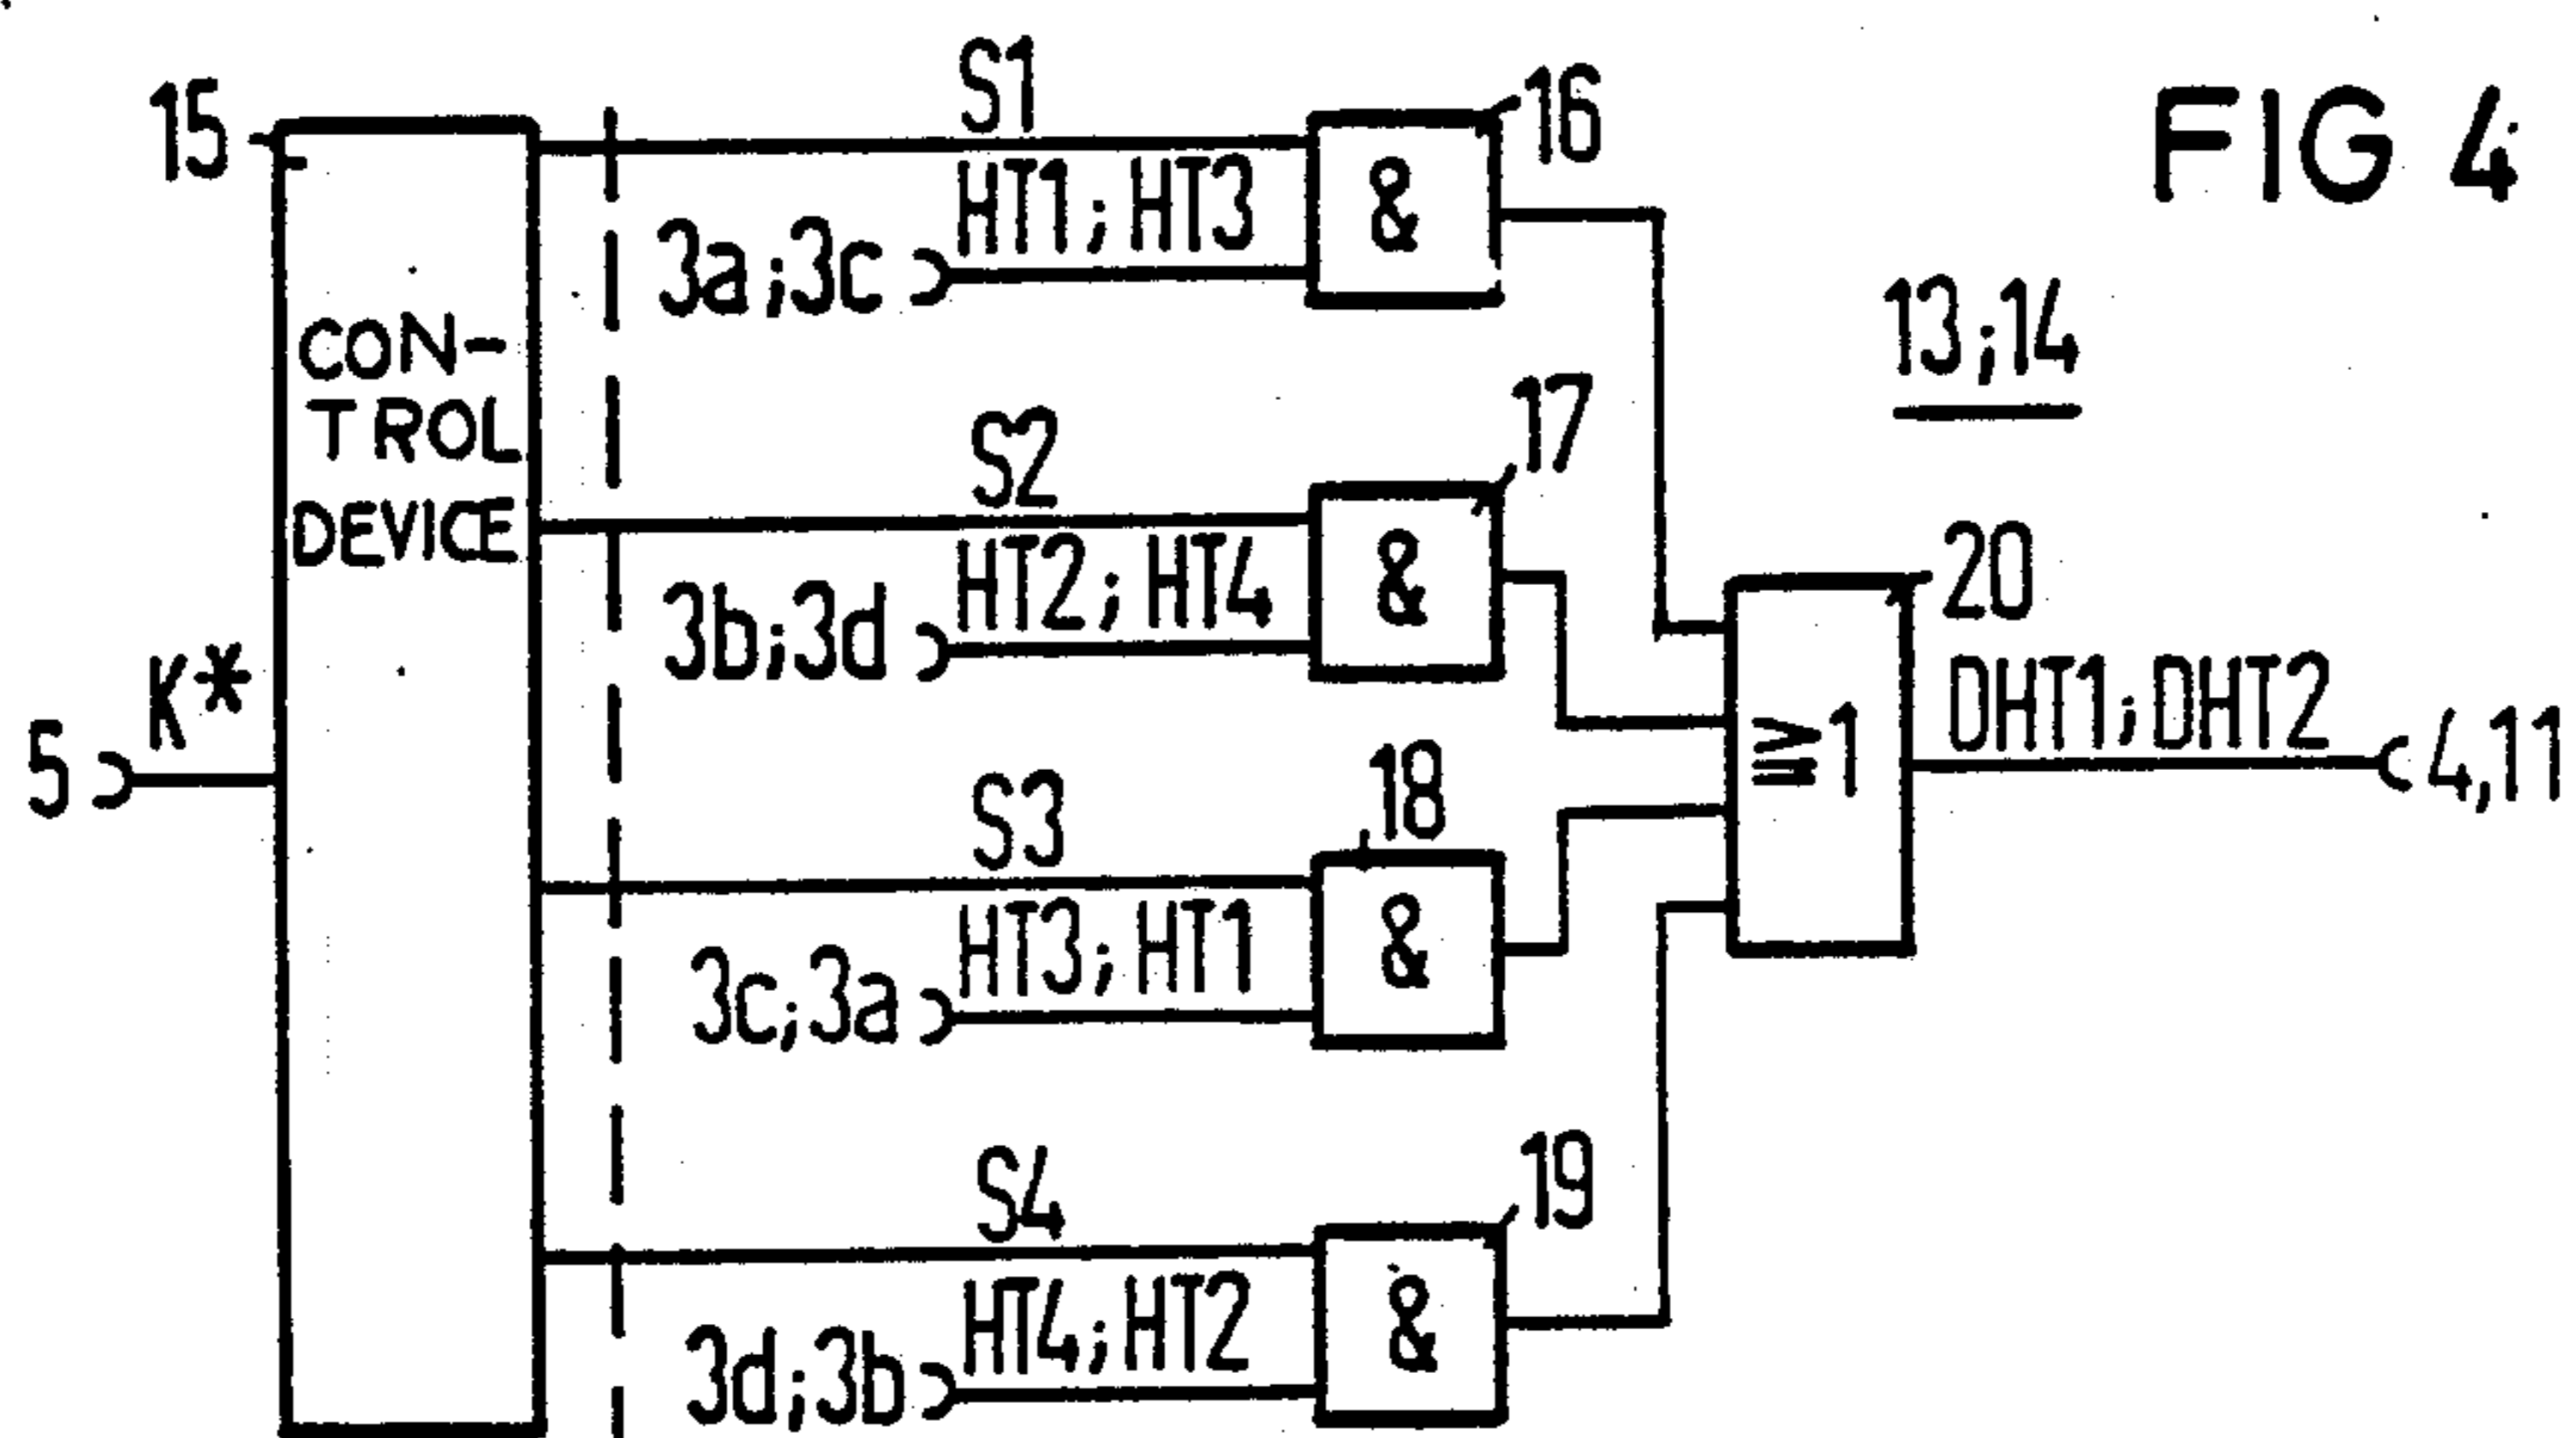 FIG 4
15
S1
16
HT1; HT3
3a;3c
&
13;14
CON-
TROL
DEVICE
S2
17
HT2; HT4
3b;3d
&
20
K*
5
DHT1; DHT2
≧1
4,11
S3
18
HT3; HT1
3c;3a
&
S4
19
HT4; HT2
3d;3b
&